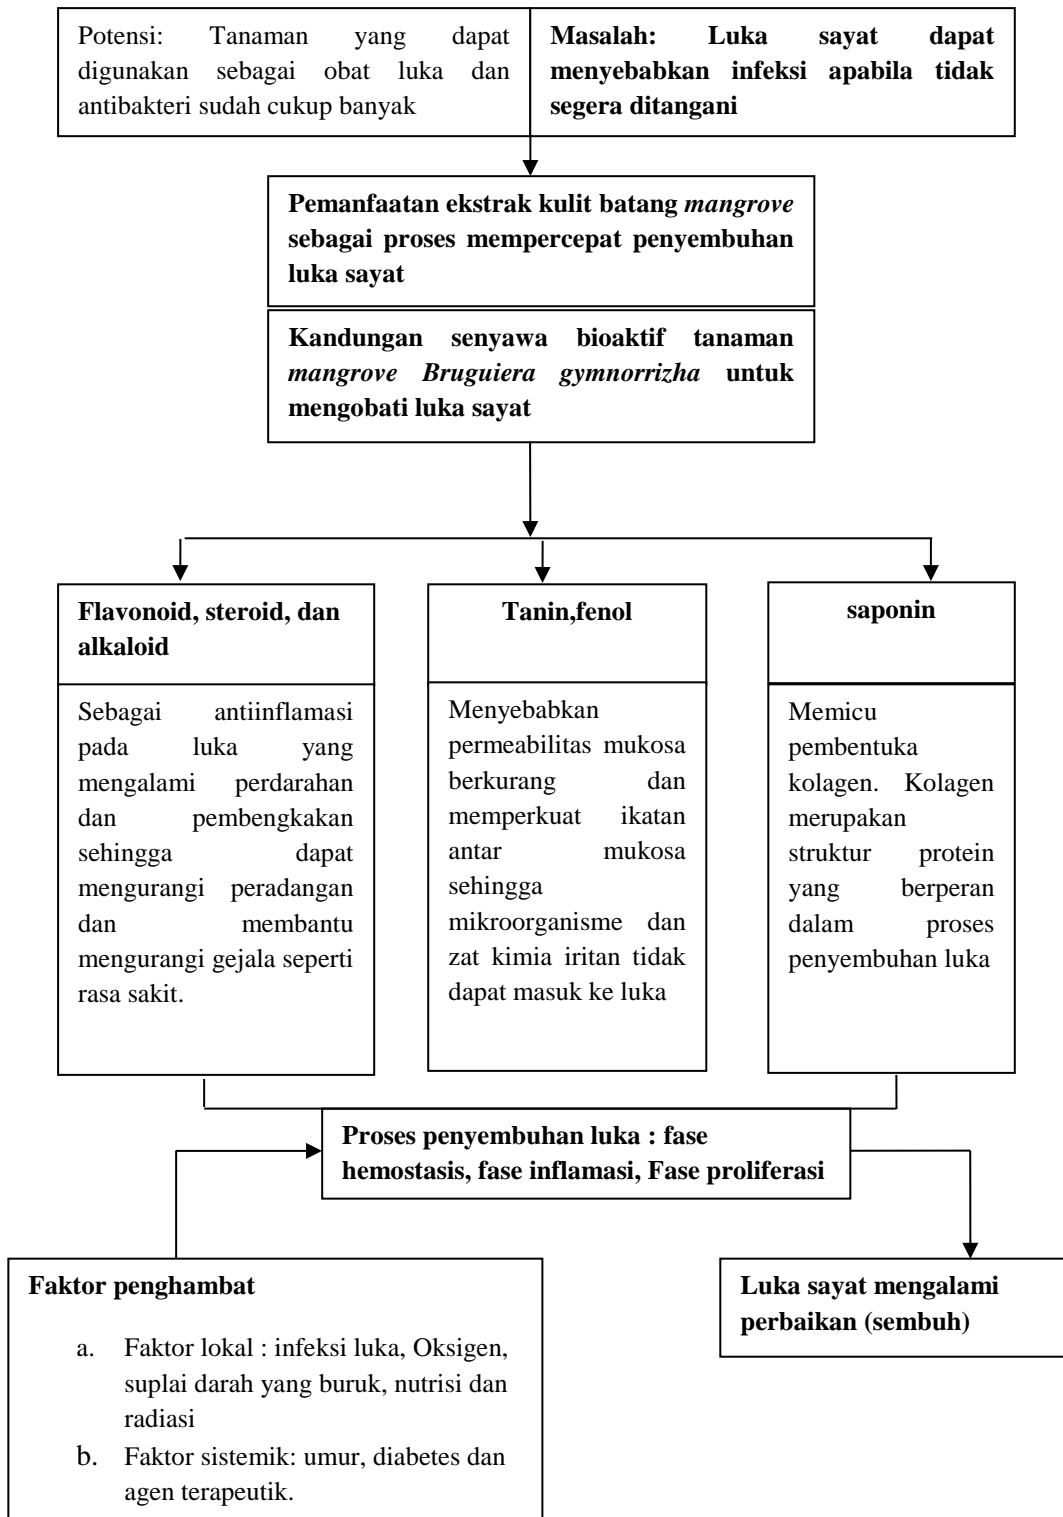 Potensi: Tanaman yang dapat
digunakan sebagai obat luka dan
antibakteri sudah cukup banyak
Masalah: Luka sayat dapat
menyebabkan infeksi apabila tidak
segera ditangani
Pemanfaatan ekstrak kulit batang mangrove
sebagai proses mempercepat penyembuhan
luka sayat
Kandungan senyawa bioaktif tanaman
mangrove Bruguiera gymnorrizha untuk
mengobati luka sayat
Flavonoid, steroid, dan
alkaloid
Sebagai antiinflamasi
pada luka yang
mengalami perdarahan
dan pembengkakan
sehingga dapat
mengurangi peradangan
dan membantu
mengurangi gejala seperti
rasa sakit.
Tanin,fenol
Menyebabkan
permeabilitas mukosa
berkurang dan
memperkuat ikatan
antar mukosa
sehingga
mikroorganisme dan
zat kimia iritan tidak
dapat masuk ke luka
saponin
Memicu
pembentuka
kolagen. Kolagen
merupakan
struktur protein
yang berperan
dalam proses
penyembuhan luka
Proses penyembuhan luka : fase
hemostasis, fase inflamasi, Fase proliferasi
Faktor penghambat
a. Faktor lokal : infeksi luka, Oksigen,
suplai darah yang buruk, nutrisi dan
radiasi
b. Faktor sistemik: umur, diabetes dan
agen terapeutik.
Luka sayat mengalami
perbaikan (sembuh)